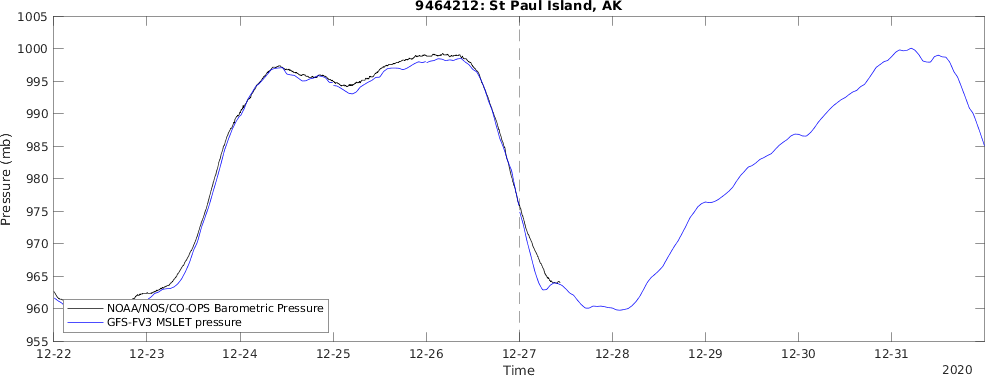 9464212: St Paul Island, AK
1005
1000
995
990
985
980
975
970
965
960
955
Pressure (mb)
NOAA/NOS/CO-OPS Barometric Pressure
GFS-FV3 MSLET pressure
12-22 12-23 12-24 12-25 12-26 12-27 12-28 12-29 12-30 12-31
Time
2020